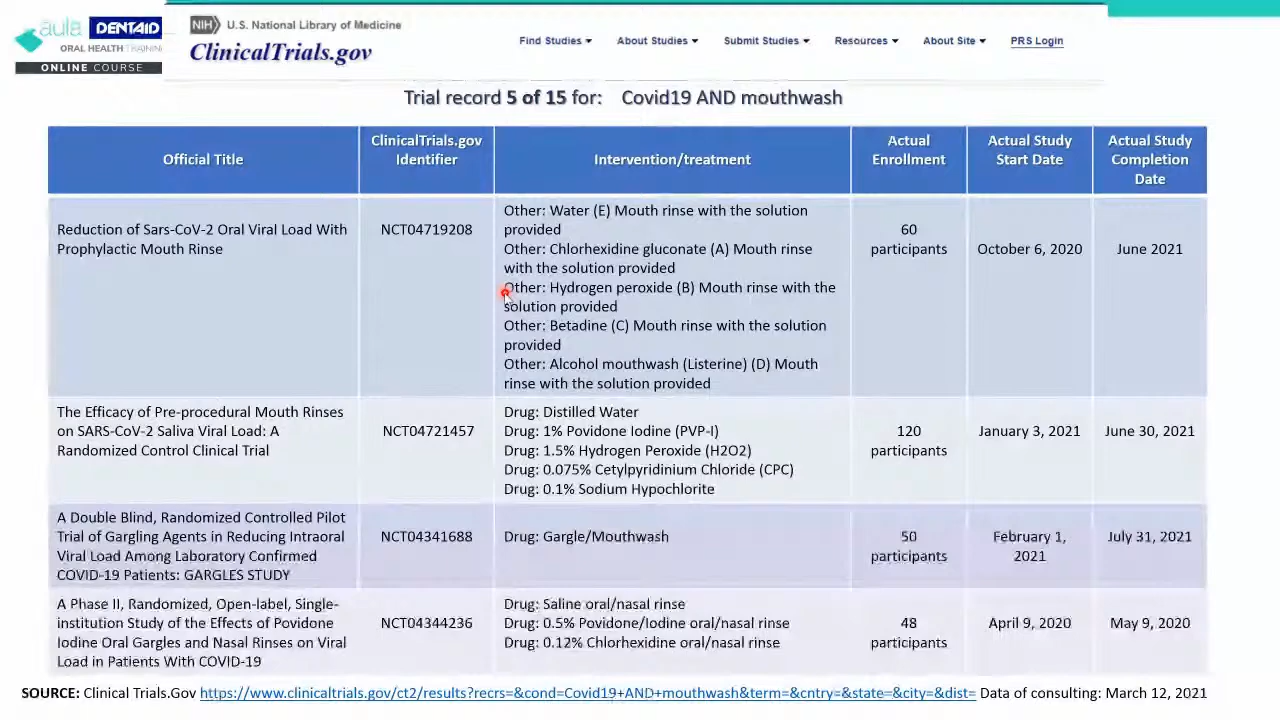 aula DENTAID
ORAL HEALTH TRAINING
ONLINE COURSE
NIH U.S. National Library of Medicine
ClinicalTrials.gov
Find Studies About Studies Submit Studies Resources About Site PRS Login
Trial record 5 of 15 for: Covid19 AND mouthwash
Official Title
ClinicalTrials.gov
Identifier
Intervention/treatment
Actual
Enrollment
Actual Study
Start Date
Actual Study
Completion
Date
Reduction of Sars-CoV-2 Oral Viral Load With
Prophylactic Mouth Rinse
NCT04719208
Other: Water (E) Mouth rinse with the solution
provided
Other: Chlorhexidine gluconate (A) Mouth rinse
with the solution provided
Other: Hydrogen peroxide (B) Mouth rinse with the
solution provided
Other: Betadine (C) Mouth rinse with the solution
provided
Other: Alcohol mouthwash (Listerine) (D) Mouth
rinse with the solution provided
60
participants
October 6, 2020
June 2021
The Efficacy of Pre-procedural Mouth Rinses
on SARS-CoV-2 Saliva Viral Load: A
Randomized Control Clinical Trial
NCT04721457
Drug: Distilled Water
Drug: 1% Povidone Iodine (PVP-I)
Drug: 1.5% Hydrogen Peroxide (H2O2)
Drug: 0.075% Cetylpyridinium Chloride (CPC)
Drug: 0.1% Sodium Hypochlorite
120
participants
January 3, 2021
June 30, 2021
A Double Blind, Randomized Controlled Pilot
Trial of Gargling Agents in Reducing Intraoral
Viral Load Among Laboratory Confirmed
COVID-19 Patients: GARGLES STUDY
NCT04341688
Drug: Gargle/Mouthwash
50
participants
February 1,
2021
July 31, 2021
A Phase II, Randomized, Open-label, Single-
institution Study of the Effects of Povidone
Iodine Oral Gargles and Nasal Rinses on Viral
Load in Patients With COVID-19
NCT04344236
Drug: Saline oral/nasal rinse
Drug: 0.5% Povidone/Iodine oral/nasal rinse
Drug: 0.12% Chlorhexidine oral/nasal rinse
48
participants
April 9, 2020
May 9, 2020
SOURCE: Clinical Trials.Gov https://www.clinicaltrials.gov/ct2/results?recrs=&cond=Covid19+AND+mouthwash&term=&cntry=&state=&city=&dist= Data of consulting: March 12, 2021